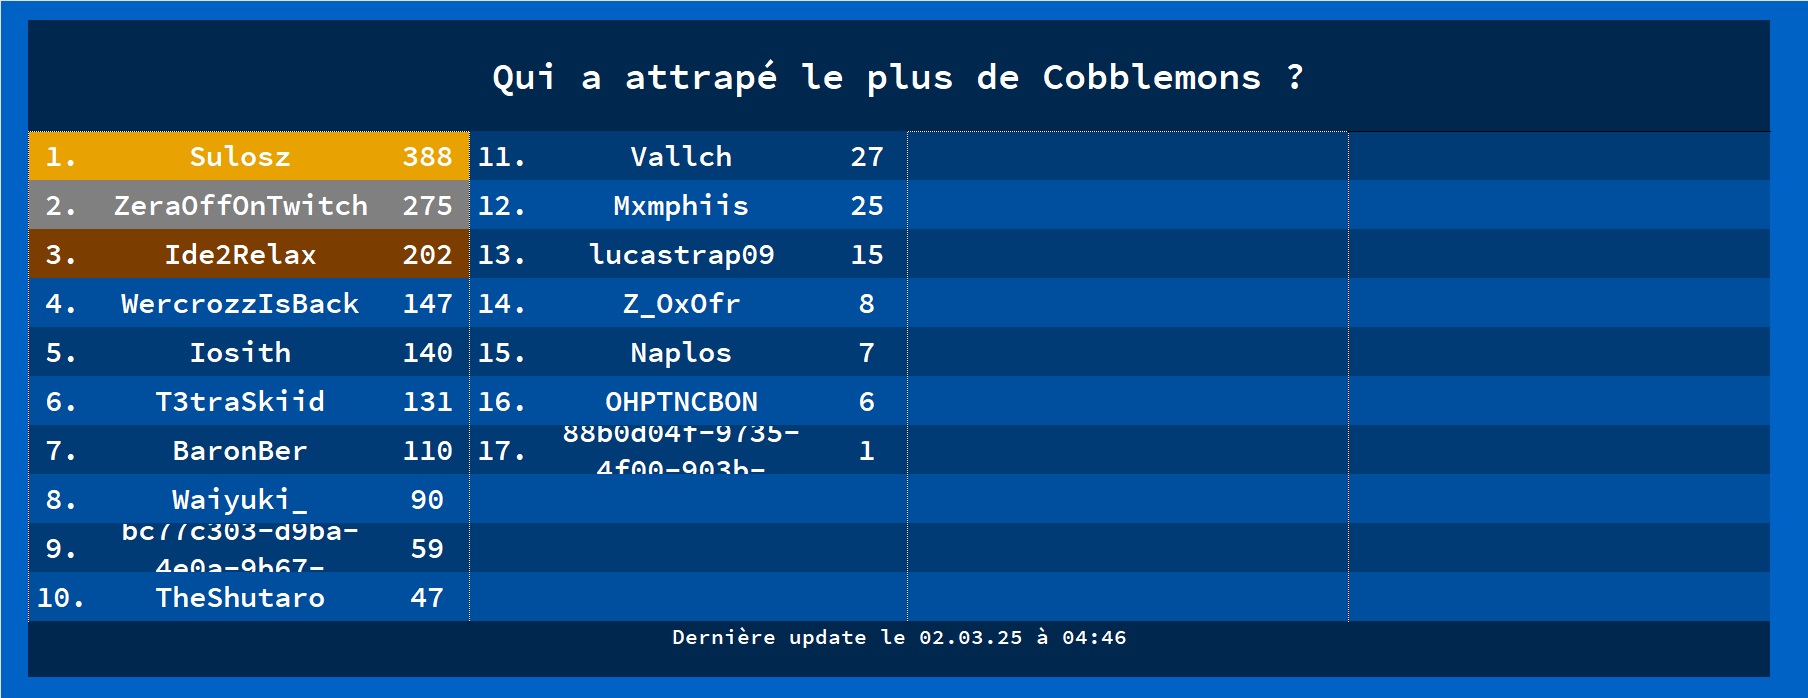 Qui a attrapé le plus de Cobblemons ?
1. Sulosz 388
2. ZeraOffOnTwitch 275
3. Ide2Relax 202
4. WercrozzIsBack 147
5. Iosith 140
6. T3traSkiid 131
7. BaronBer 110
8. Waiyuki_ 90
9. bc77c303-d9ba-
4e0a-9b67- 59
10. TheShutaro 47
11. Vallch 27
12. Mxmphiis 25
13. lucastrap09 15
14. Z_OxOfr 8
15. Naplos 7
16. OHPTNCBON 6
17. 88b0d04f-9735-
4f00-903b- 1
Dernière update le 02.03.25 à 04:46